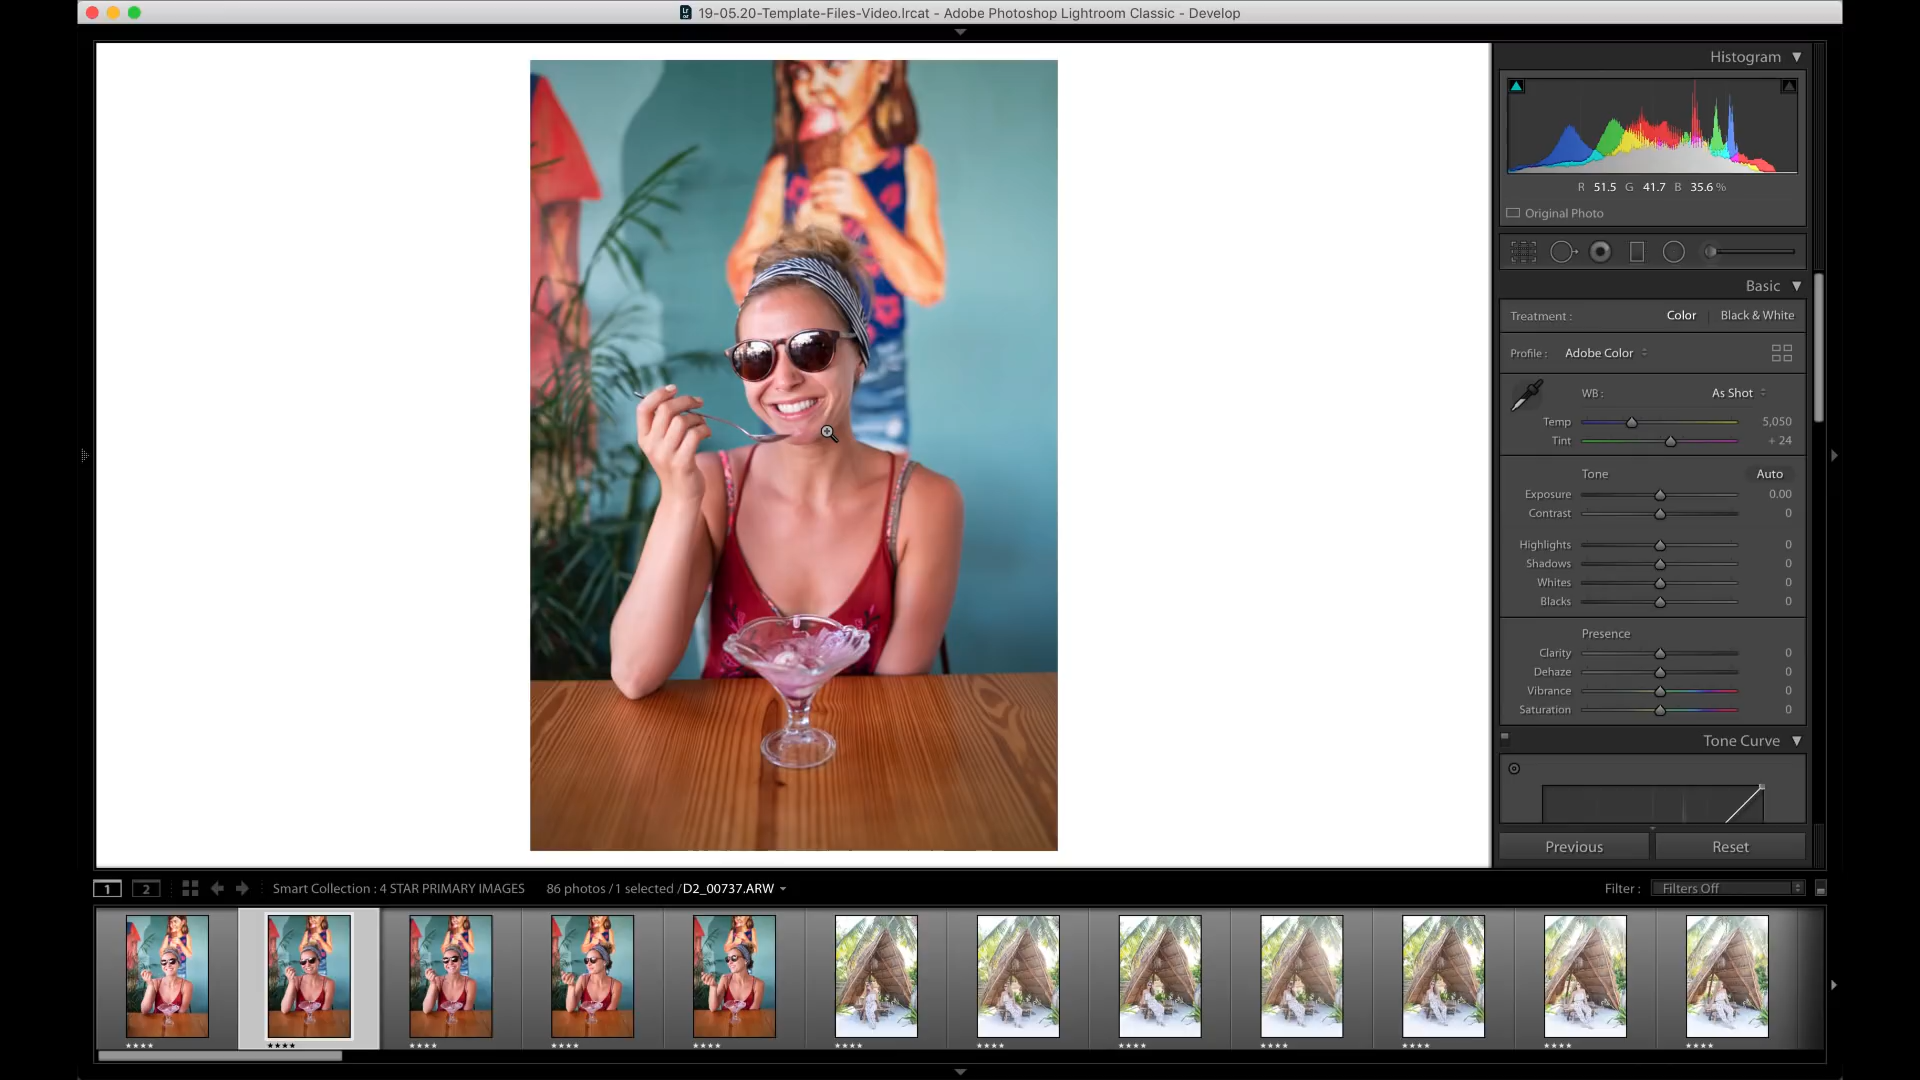 19-05.20-Template-Files-Video.lrcat - Adobe Photoshop Lightroom Classic - Develop
Histogram
R 51.5 G 41.7 B 35.6 %
Original Photo
Basic
Treatment : Color Black & White
Profile : Adobe Color
WB : As Shot
Temp 5,050
Tint + 24
Tone Auto
Exposure 0.00
Contrast 0
Highlights 0
Shadows 0
Whites 0
Blacks 0
Presence
Clarity 0
Dehaze 0
Vibrance 0
Saturation 0
Tone Curve
Previous Reset
1 2 Smart Collection : 4 STAR PRIMARY IMAGES 86 photos / 1 selected / D2_00737.ARW Filter : Filters Off